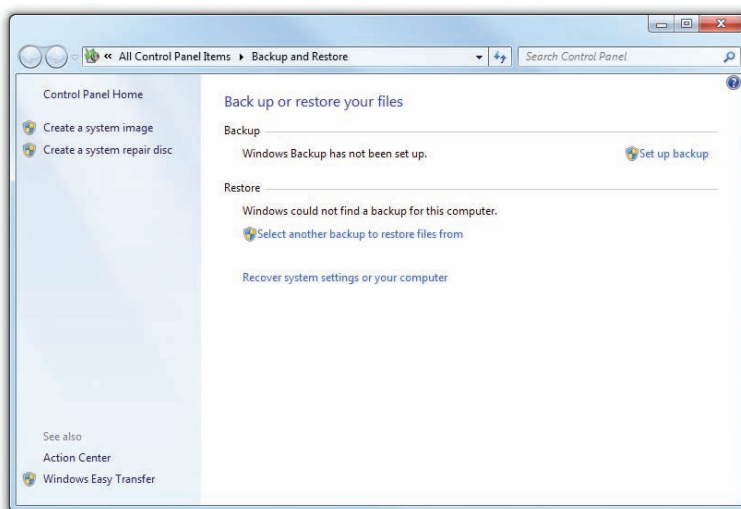 « All Control Panel Items ▸ Backup and Restore
Search Control Panel
Control Panel Home
Create a system image
Create a system repair disc
See also
Action Center
Windows Easy Transfer
Back up or restore your files
Backup
Windows Backup has not been set up.
Set up backup
Restore
Windows could not find a backup for this computer.
Select another backup to restore files from
Recover system settings or your computer